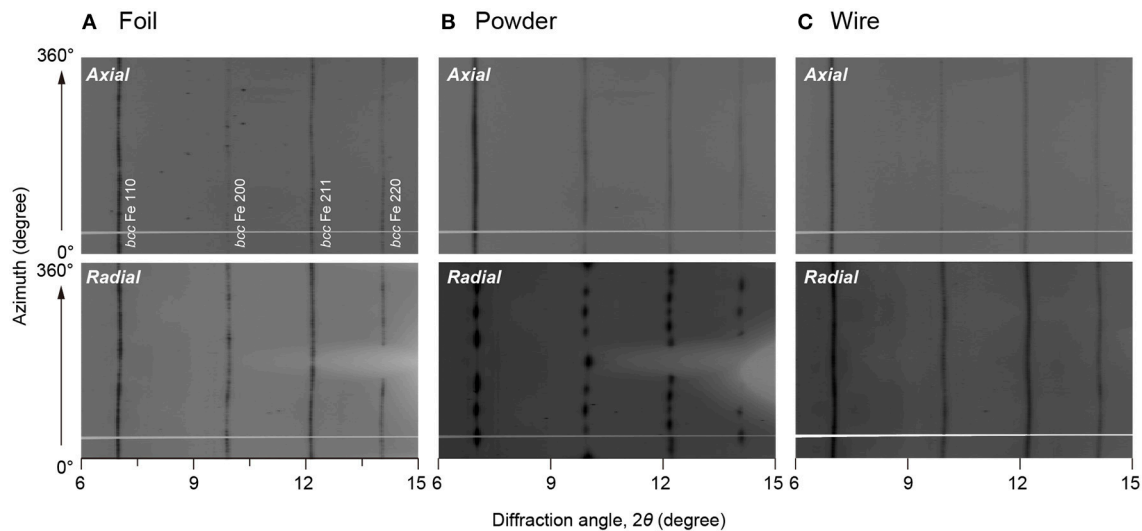 A Foil
B Powder
C Wire
360°
Axial
Axial
Axial
bcc Fe 110
bcc Fe 200
bcc Fe 211
bcc Fe 220
0°
Azimuth (degree)
360°
Radial
Radial
Radial
0°
6 9 12 15
6 9 12 15
6 9 12 15
Diffraction angle, 2θ (degree)